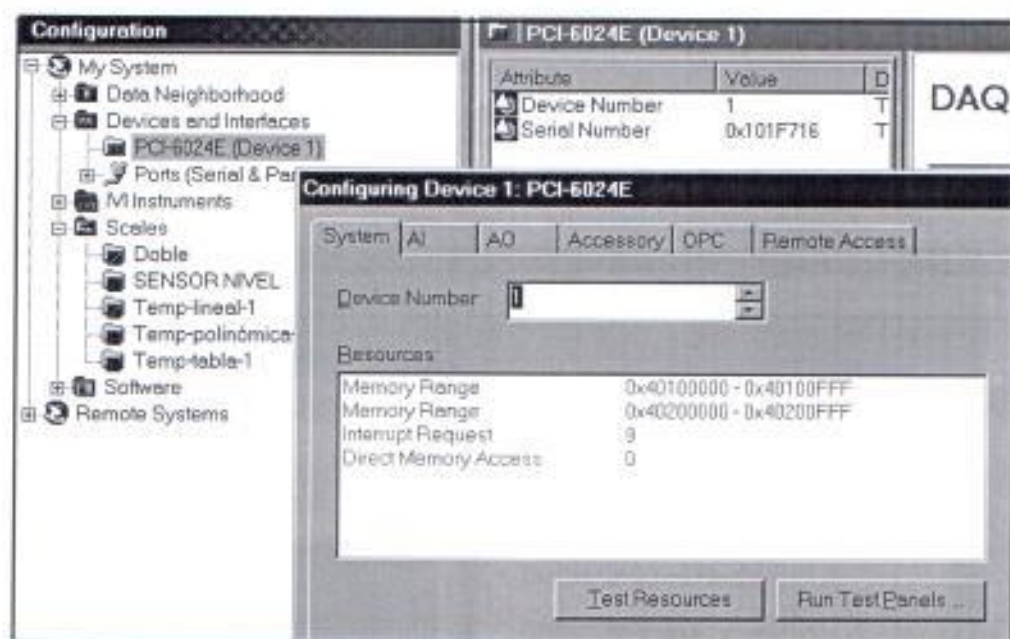 Configuration
My System
Data Neighborhood
Devices and Interfaces
PCI-6024E (Device 1)
Ports (Serial & Par
IVI Instruments
Scales
Doble
SENSOR NIVEL
Temp-lineal-1
Temp-polinómica-
Temp-tabla-1
Software
Remote Systems
PCI-6024E (Device 1)
Attribute Value D
Device Number 1 T
Serial Number 0x101F716 T
DAQ
Configuring Device 1: PCI-6024E
System AI AO Accessory OPC Remote Access
Device Number: 1
Resources:
Memory Range 0x40100000 - 0x40100FFF
Memory Range 0x40200000 - 0x40200FFF
Interrupt Request 9
Direct Memory Access 0
Test Resources Run Test Panels ...